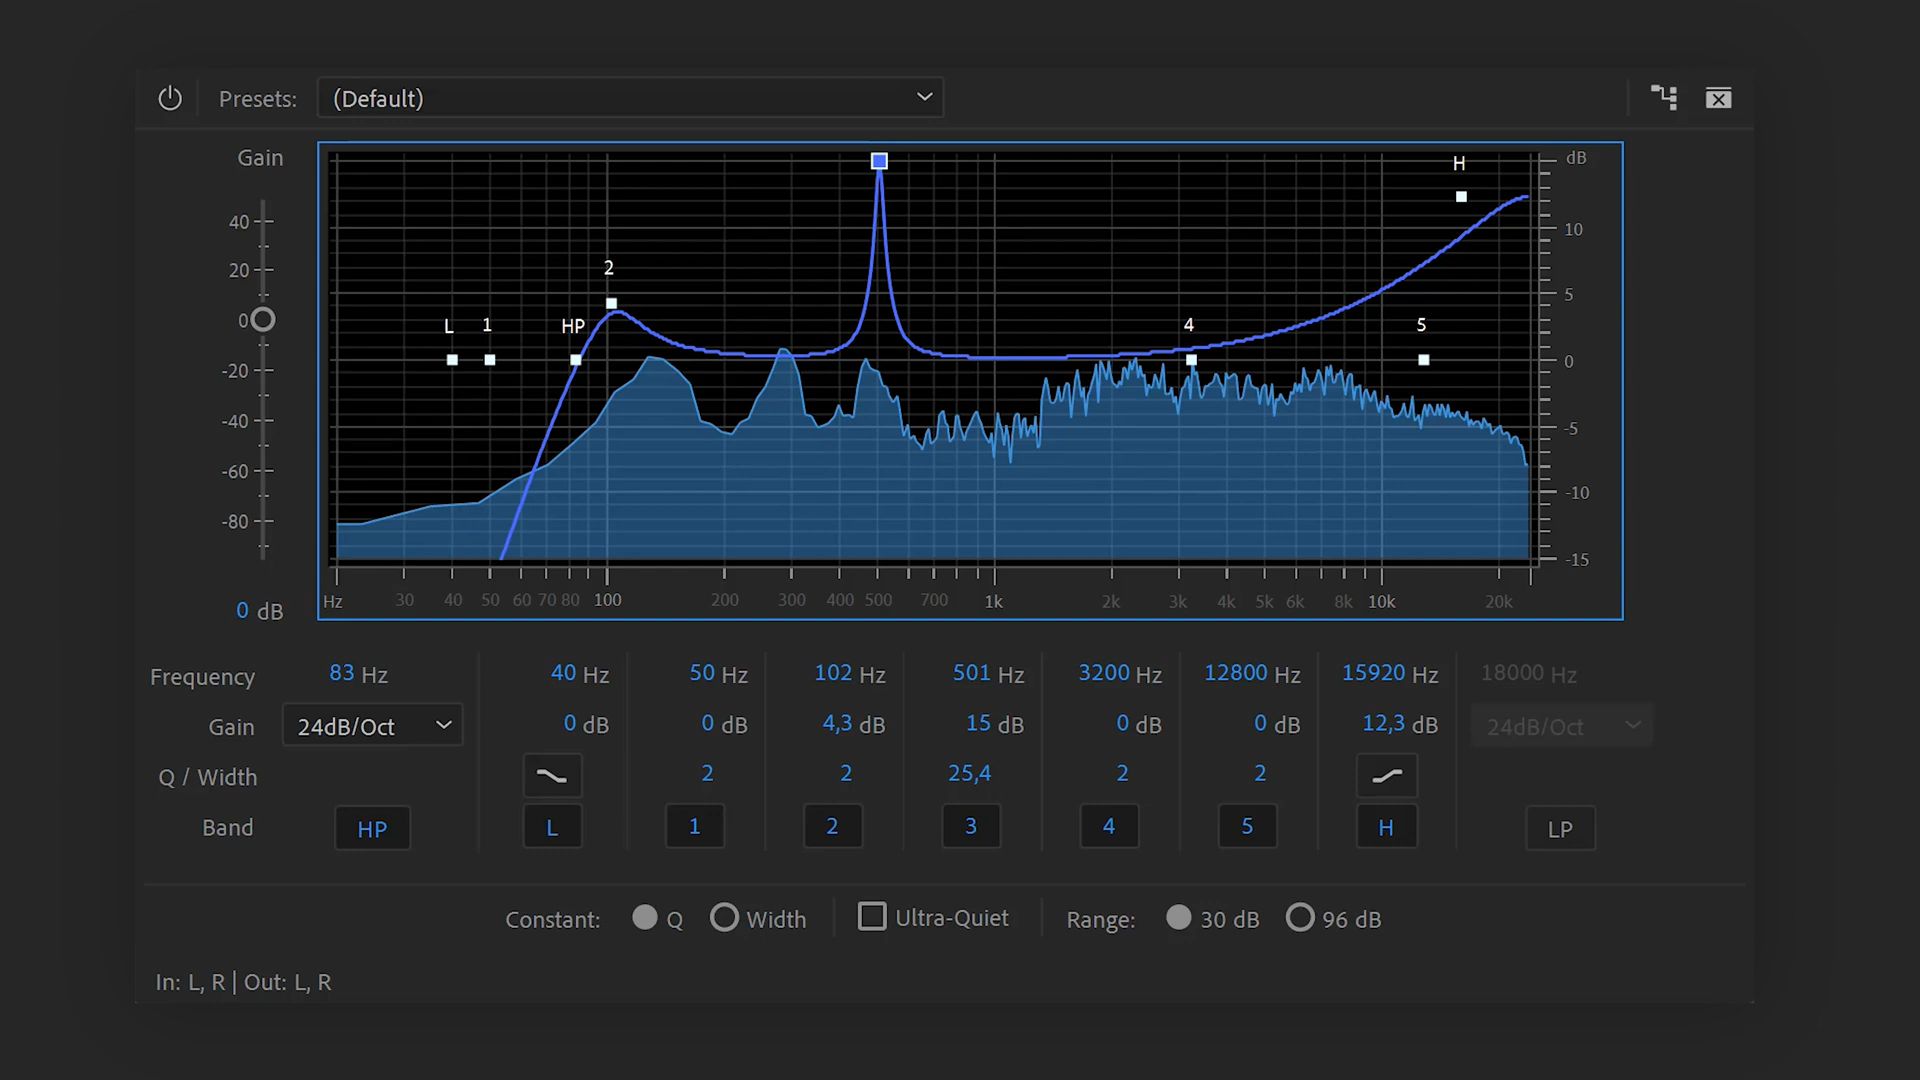 Presets: (Default)
Gain
40
20
0
-20
-40
-60
-80
0 dB
dB
10
5
0
-5
-10
-15
L 1 HP 2 4 5 H
Hz 30 40 50 60 70 80 100 200 300 400 500 700 1k 2k 3k 4k 5k 6k 8k 10k 20k
Frequency 83 Hz 40 Hz 50 Hz 102 Hz 501 Hz 3200 Hz 12800 Hz 15920 Hz 18000 Hz
Gain 24dB/Oct 0 dB 0 dB 4,3 dB 15 dB 0 dB 0 dB 12,3 dB 24dB/Oct
Q / Width 2 2 25,4 2 2
Band HP L 1 2 3 4 5 H LP
Constant: Q Width Ultra-Quiet Range: 30 dB 96 dB
In: L, R | Out: L, R